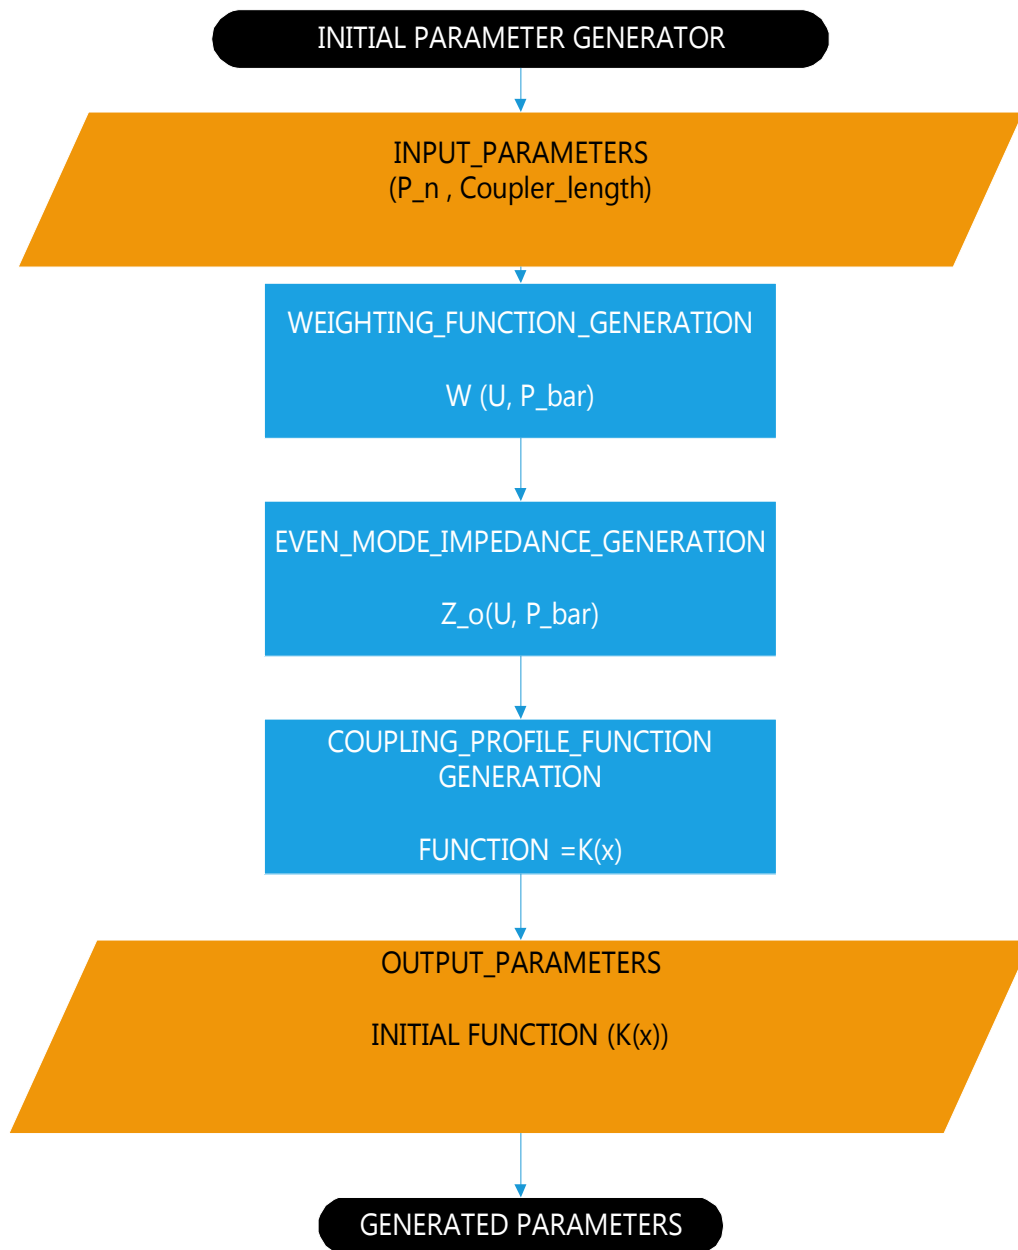 INITIAL PARAMETER GENERATOR
INPUT_PARAMETERS
(P_n , Coupler_length)
WEIGHTING_FUNCTION_GENERATION
W (U, P_bar)
EVEN_MODE_IMPEDANCE_GENERATION
Z_o(U, P_bar)
COUPLING_PROFILE_FUNCTION
GENERATION
FUNCTION =K(x)
OUTPUT_PARAMETERS
INITIAL FUNCTION (K(x))
GENERATED PARAMETERS